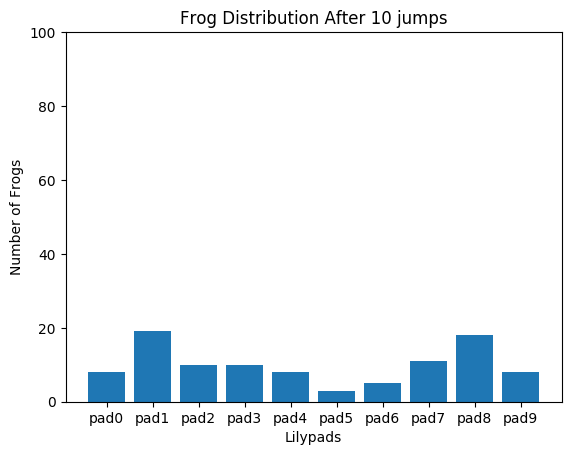 Frog Distribution After 10 jumps
100
80
60
40
20
0
Number of Frogs
pad0 pad1 pad2 pad3 pad4 pad5 pad6 pad7 pad8 pad9
Lilypads